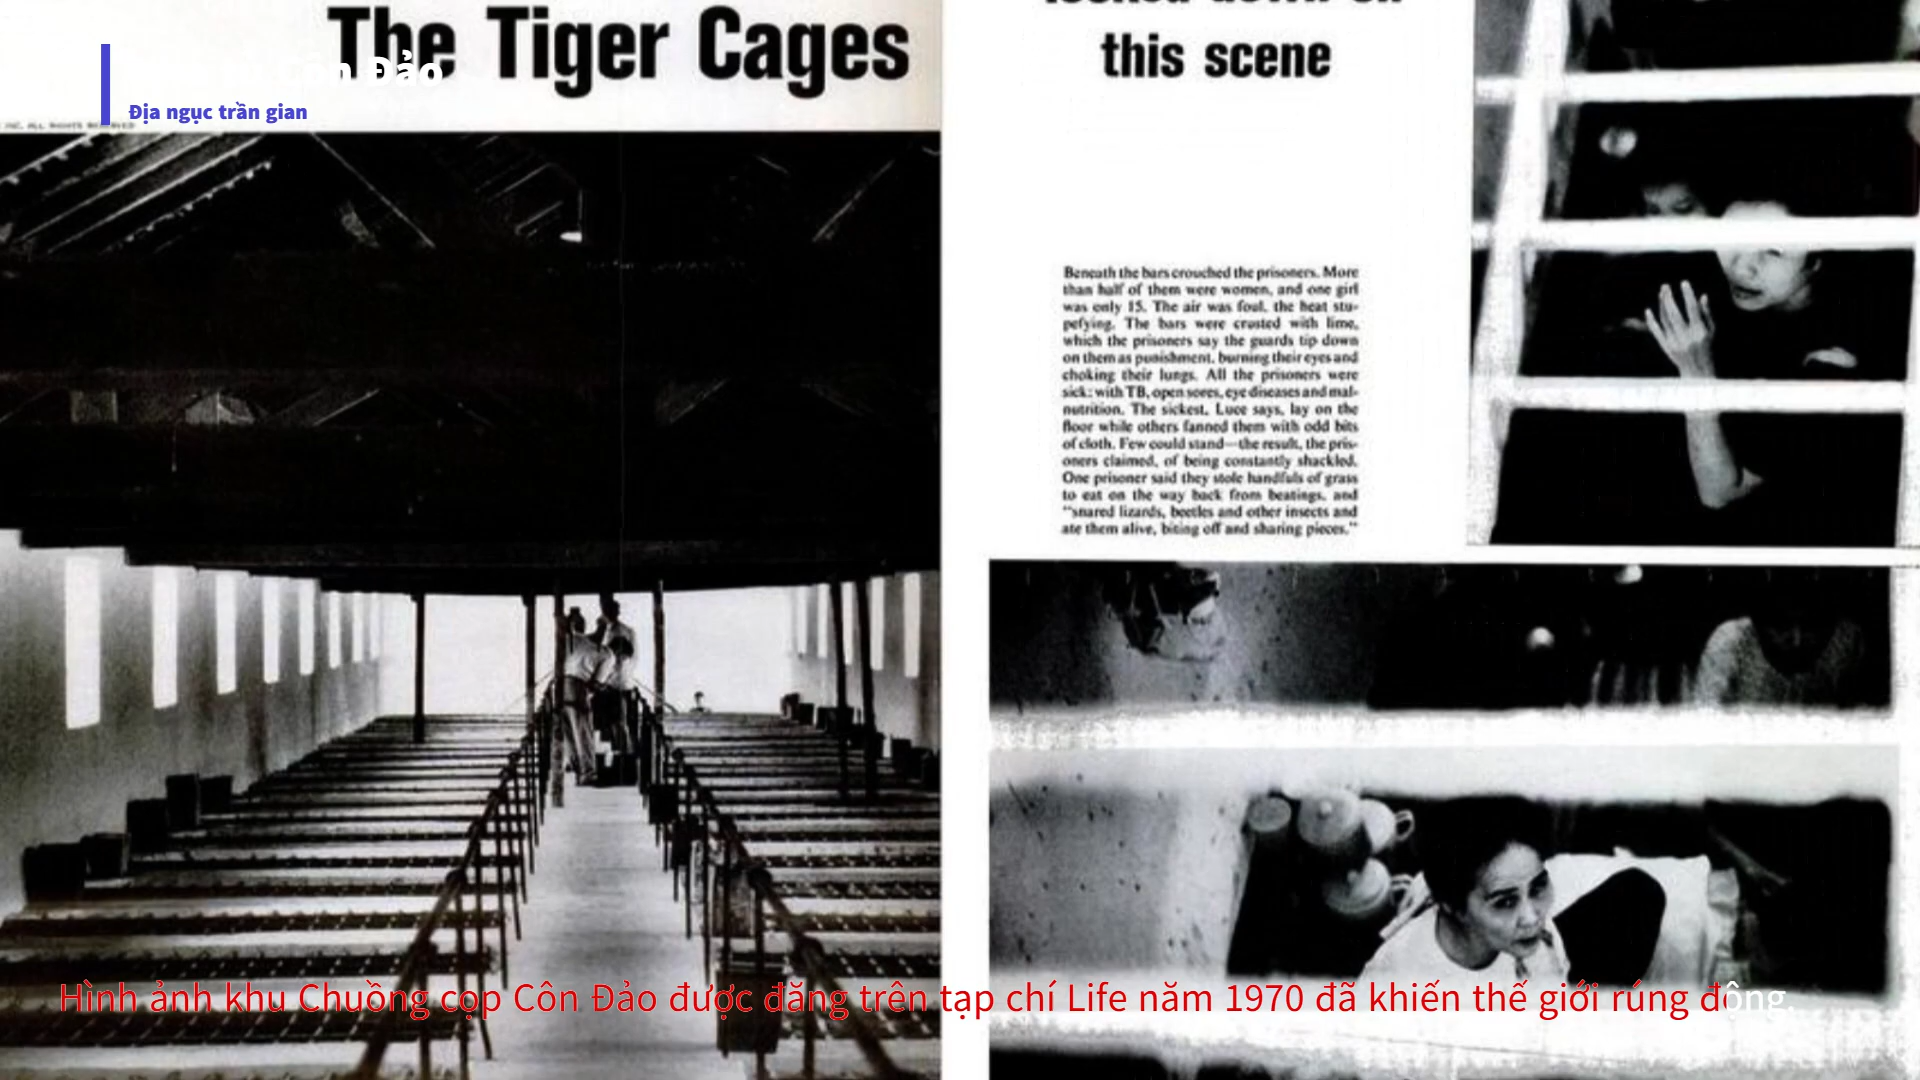 The Tiger Cages
Côn Đảo
Địa ngục trần gian
this scene
Beneath the bars crouched the prisoners. More
than half of them were women, and one girl
was only 15. The air was foul, the heat stu-
pefying. The bars were crusted with lime,
which the prisoners say the guards tip down
on them as punishment, burning their eyes and
choking their lungs. All the prisoners were
sick: with TB, open sores, eye diseases and mal-
nutrition. The sickest, Luce says, lay on the
floor while others fanned them with odd bits
of cloth. Few could stand—the result, the pris-
oners claimed, of being constantly shackled.
One prisoner said they stole handfuls of grass
to eat on the way back from beatings, and
"snared lizards, beetles and other insects and
ate them alive, biting off and sharing pieces."
Hình ảnh khu Chuồng cọp Côn Đảo được đăng trên tạp chí Life năm 1970 đã khiến thế giới rúng động.